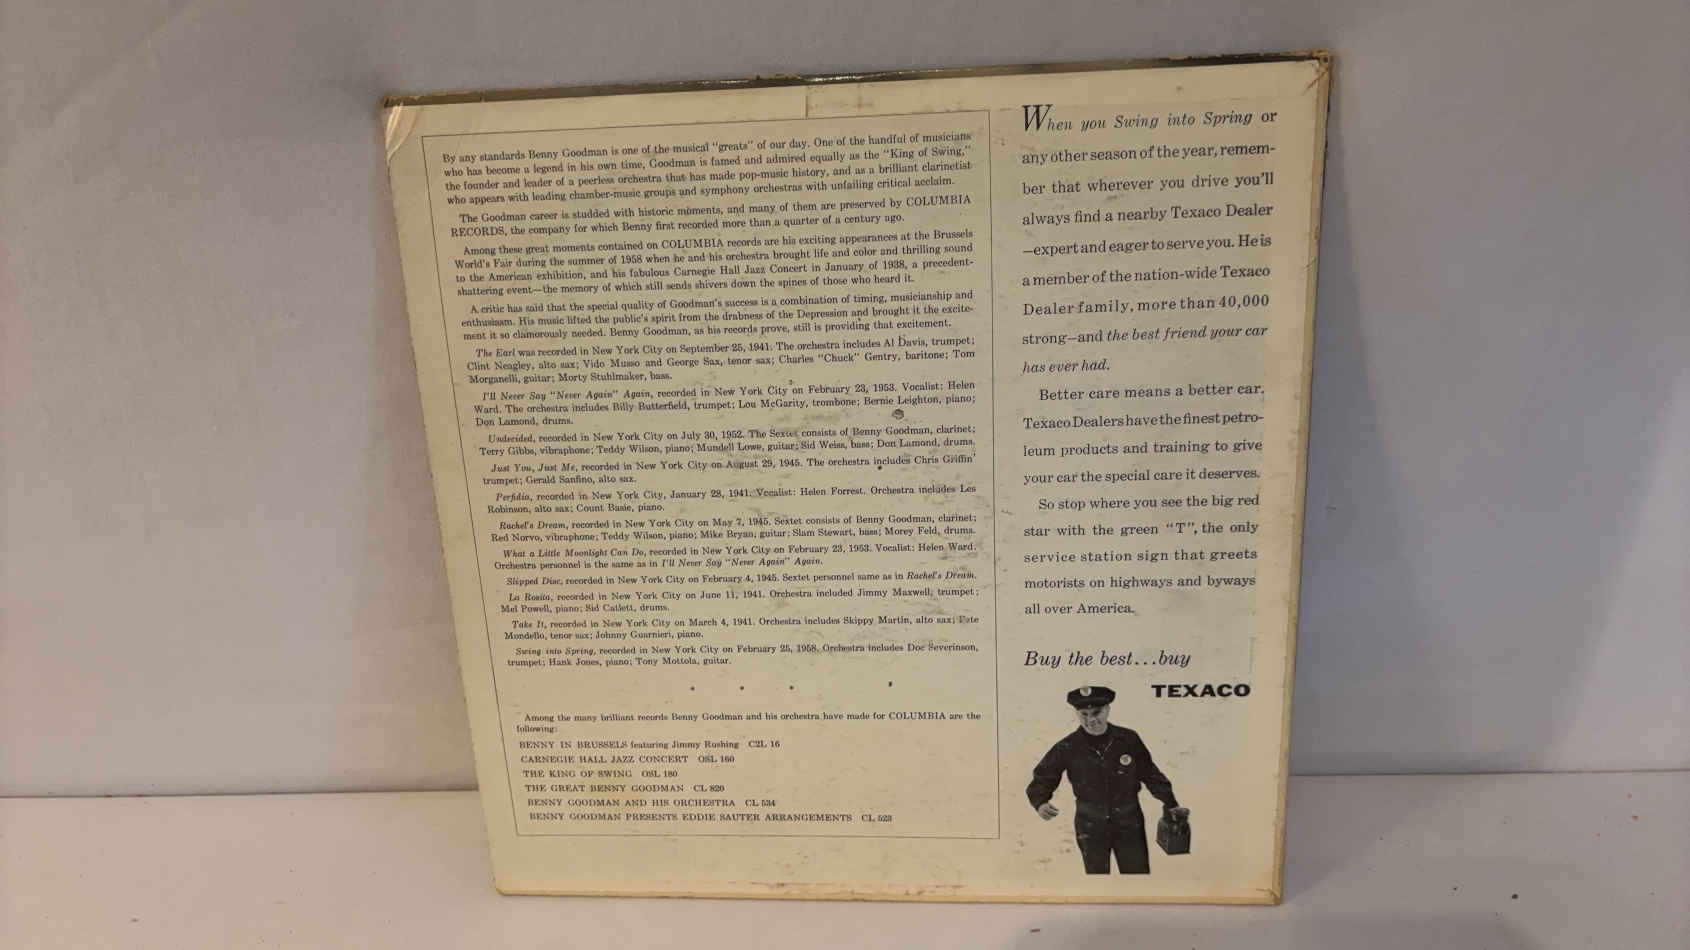 By any standards Benny Goodman is one of the musical "greats" of our day. One of the handful of musicians
who has become a legend in his own time, Goodman is famed and admired equally as the "King of Swing,"
the founder and leader of a peerless orchestra that has made pop-music history, and as a brilliant clarinetist
who appears with leading chamber-music groups and symphony orchestras with unfailing critical acclaim.
The Goodman career is studded with historic moments, and many of them are preserved by COLUMBIA
RECORDS, the company for which Benny first recorded more than a quarter of a century ago.
Among these great moments contained on COLUMBIA records are his exciting appearances at the Brussels
World's Fair during the summer of 1958 when he and his orchestra brought life and color and thrilling sound
to the American exhibition, and his fabulous Carnegie Hall Jazz Concert in January of 1938, a precedent-
shattering event—the memory of which still sends shivers down the spines of those who heard it.
A critic has said that the special quality of Goodman's success is a combination of timing, musicianship and
enthusiasm. His music lifted the public's spirit from the drabness of the Depression and brought it the excite-
ment it so clamorously needed. Benny Goodman, as his records prove, still is providing that excitement.
The Earl was recorded in New York City on September 25, 1941. The orchestra includes Al Davis, trumpet;
Clint Neagley, alto sax; Vido Musso and George Sax, tenor sax; Charles "Chuck" Gentry, baritone; Tom
Morganelli, guitar; Morty Stuhlmaker, bass.
I'll Never Say "Never Again" Again, recorded in New York City on February 23, 1953. Vocalist: Helen
Ward. The orchestra includes Billy Butterfield, trumpet; Lou McGarity, trombone; Bernie Leighton, piano;
Don Lamond, drums.
Undecided, recorded in New York City on July 30, 1952. The Sextet consists of Benny Goodman, clarinet;
Terry Gibbs, vibraphone; Teddy Wilson, piano; Mundell Lowe, guitar; Sid Weiss, bass; Don Lamond, drums.
Just You, Just Me, recorded in New York City on August 29, 1945. The orchestra includes Chris Griffin
trumpet; Gerald Sanfino, alto sax.
Perfidia, recorded in New York City, January 28, 1941. Vocalist: Helen Forrest. Orchestra includes Les
Robinson, alto sax; Count Basie, piano.
Rachel's Dream, recorded in New York City on May 7, 1945. Sextet consists of Benny Goodman, clarinet;
Red Norvo, vibraphone; Teddy Wilson, piano; Mike Bryan, guitar; Slam Stewart, bass; Morey Feld, drums.
What a Little Moonlight Can Do, recorded in New York City on February 23, 1953. Vocalist: Helen Ward.
Orchestra personnel is the same as in I'll Never Say "Never Again" Again.
Slipped Disc, recorded in New York City on February 4, 1945. Sextet personnel same as in Rachel's Dream.
La Rosita, recorded in New York City on June 11, 1941. Orchestra included Jimmy Maxwell, trumpet;
Mel Powell, piano; Sid Catlett, drums.
Take It, recorded in New York City on March 4, 1941. Orchestra includes Skippy Martin, alto sax; Pete
Mondello, tenor sax; Johnny Guarnieri, piano.
Swing into Spring, recorded in New York City on February 25, 1958. Orchestra includes Doc Severinson,
trumpet; Hank Jones, piano; Tony Mottola, guitar.
Among the many brilliant records Benny Goodman and his orchestra have made for COLUMBIA are the
following:
BENNY IN BRUSSELS featuring Jimmy Rushing C2L 16
CARNEGIE HALL JAZZ CONCERT OSL 160
THE KING OF SWING OSL 180
THE GREAT BENNY GOODMAN CL 820
BENNY GOODMAN AND HIS ORCHESTRA CL 534
BENNY GOODMAN PRESENTS EDDIE SAUTER ARRANGEMENTS CL 523
When you Swing into Spring or
any other season of the year, remem-
ber that wherever you drive you'll
always find a nearby Texaco Dealer
—expert and eager to serve you. He is
a member of the nation-wide Texaco
Dealer family, more than 40,000
strong—and the best friend your car
has ever had.
Better care means a better car.
Texaco Dealers have the finest petro-
leum products and training to give
your car the special care it deserves.
So stop where you see the big red
star with the green "T", the only
service station sign that greets
motorists on highways and byways
all over America.
Buy the best...buy
TEXACO